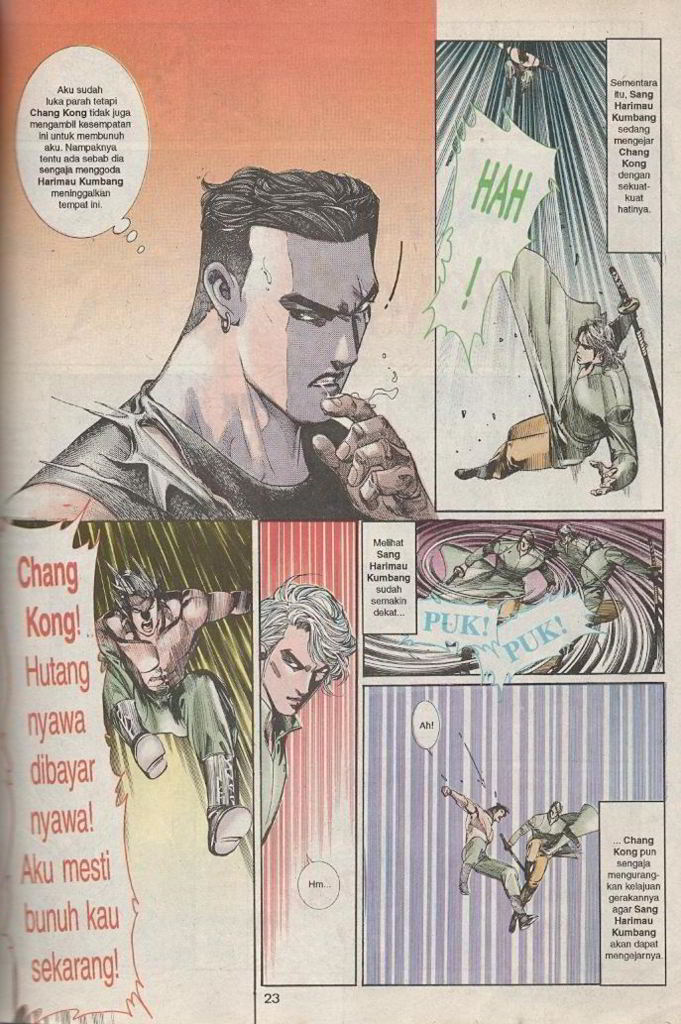 Aku sudah
luka parah tetapi
Chang Kong tidak juga
mengambil kesempatan
ini untuk membunuh
aku. Nampaknya
tentu ada sebab dia
sengaja menggoda
Harimau Kumbang
meninggalkan
tempat ini.
Sementara
itu, Sang
Harimau
Kumbang
sedang
mengejar
Chang
Kong
dengan
sekuat-
kuat
hatinya.
HAH
!
Chang
Kong!
Hutang
nyawa
dibayar
nyawa!
Aku mesti
bunuh kau
sekarang!
Hm...
Melihat
Sang
Harimau
Kumbang
sudah
semakin
dekat...
PUK!
PUK!
Ah!
... Chang
Kong pun
sengaja
mengurang-
kan kelajuan
gerakannya
agar Sang
Harimau
Kumbang
akan dapat
mengejarnya.
23